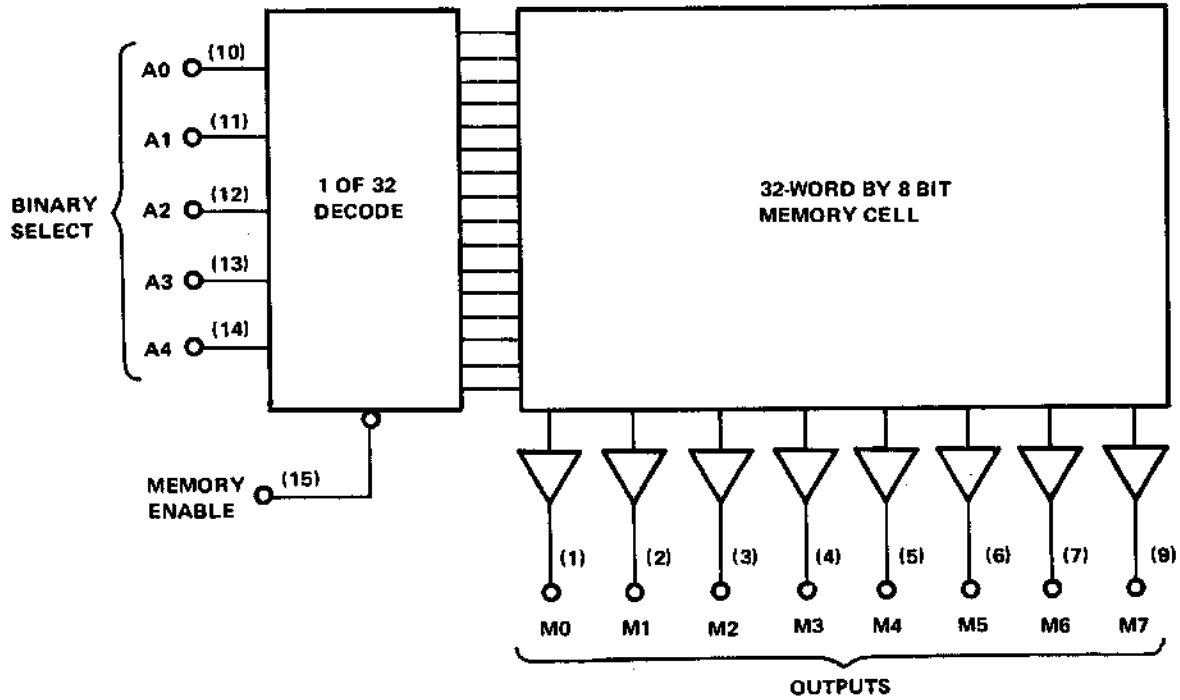 A0 (10)
A1 (11)
A2 (12)
A3 (13)
A4 (14)
BINARY
SELECT
1 OF 32
DECODE
32-WORD BY 8 BIT
MEMORY CELL
MEMORY
ENABLE
(15)
(1) (2) (3) (4) (5) (6) (7) (9)
M0 M1 M2 M3 M4 M5 M6 M7
OUTPUTS